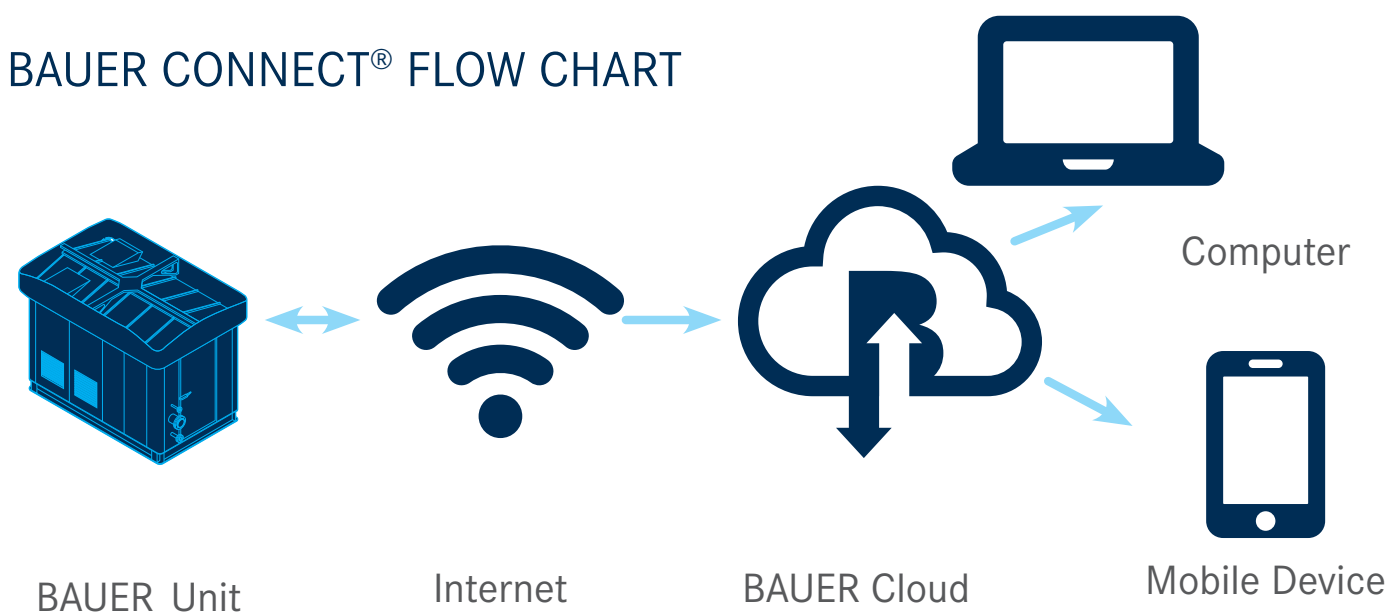 BAUER CONNECT® FLOW CHART
Computer
BAUER Unit
Internet
BAUER Cloud
Mobile Device
B